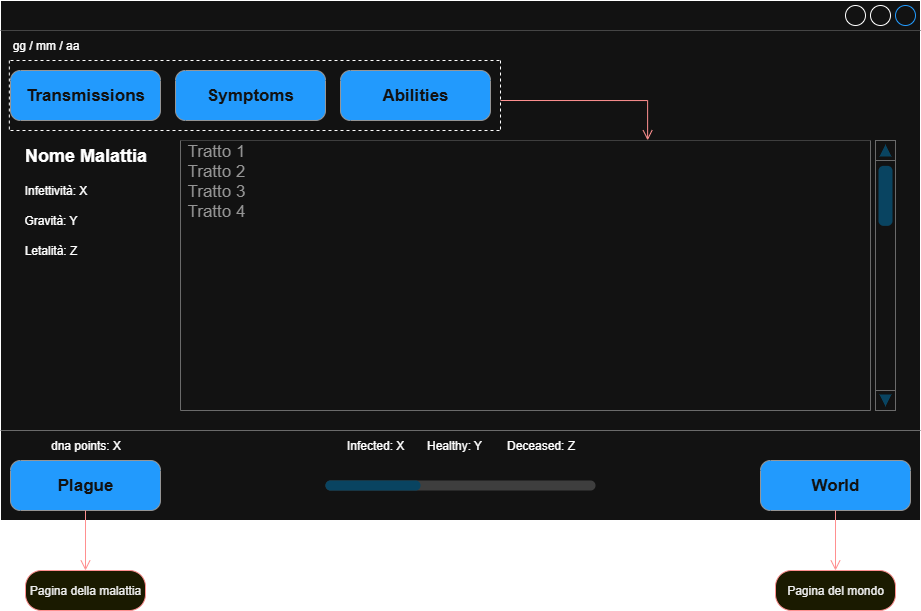 gg / mm / aa
Transmissions
Symptoms
Abilities
Nome Malattia
Infettività: X
Gravità: Y
Letalità: Z
Tratto 1
Tratto 2
Tratto 3
Tratto 4
dna points: X
Infected: X
Healthy: Y
Deceased: Z
Plague
World
Pagina della malattia
Pagina del mondo